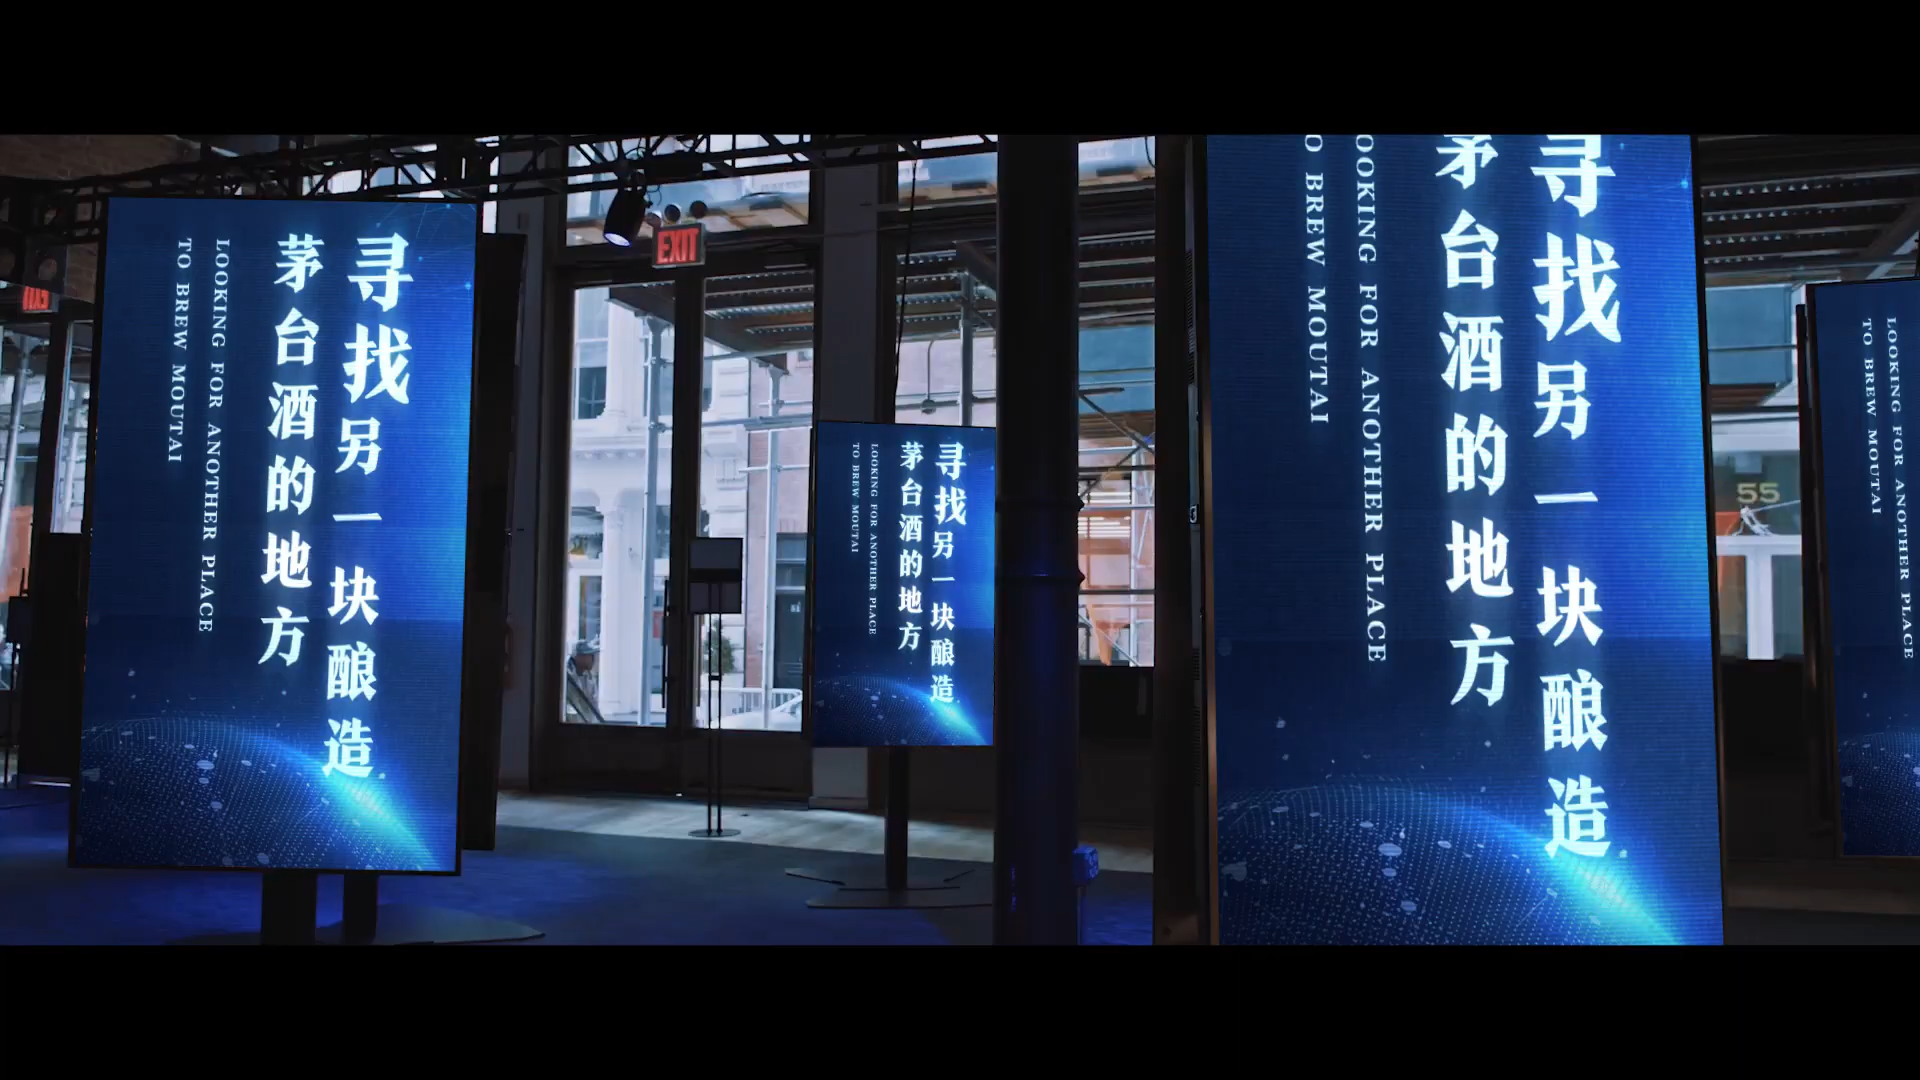 寻找另一块酿造
茅台酒的地方
LOOKING FOR ANOTHER PLACE
TO BREW MOUTAI
EXIT
EXIT
寻找另一块酿造
茅台酒的地方
LOOKING FOR ANOTHER PLACE
TO BREW MOUTAI
寻找另一块酿造
茅台酒的地方
OOKING FOR ANOTHER PLACE
O BREW MOUTAI
55
LOOKING FOR ANOTHER PLACE
TO BREW MOUTAI